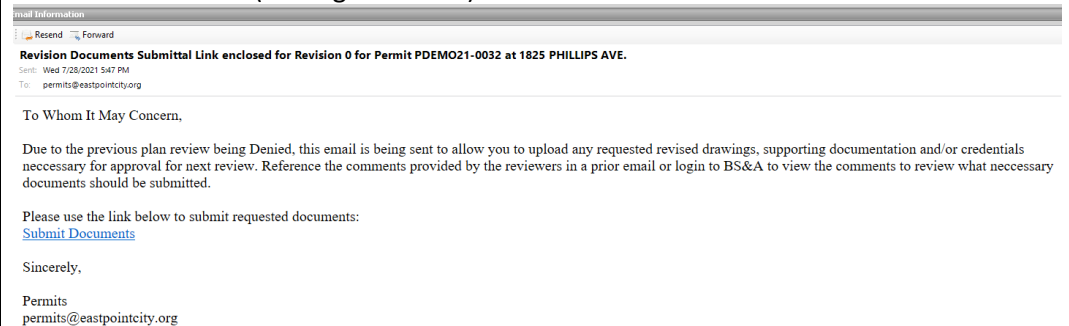 mail Information
Resend Forward
Revision Documents Submittal Link enclosed for Revision 0 for Permit PDEMO21-0032 at 1825 PHILLIPS AVE.
Sent: Wed 7/28/2021 5:47 PM
To: permits@eastpointcity.org
To Whom It May Concern,
Due to the previous plan review being Denied, this email is being sent to allow you to upload any requested revised drawings, supporting documentation and/or credentials
neccessary for approval for next review. Reference the comments provided by the reviewers in a prior email or login to BS&A to view the comments to review what neccessary
documents should be submitted.
Please use the link below to submit requested documents:
Submit Documents
Sincerely,
Permits
permits@eastpointcity.org